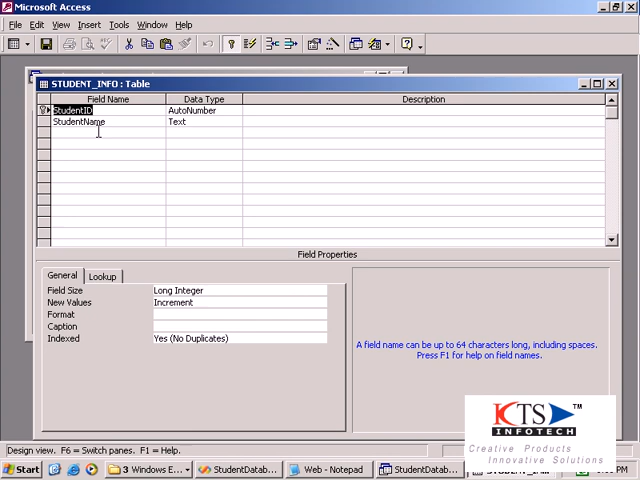 Microsoft Access
File Edit View Insert Tools Window Help
STUDENT_INFO : Table
Field Name Data Type Description
StudentID AutoNumber
StudentName Text
Field Properties
General Lookup
Field Size Long Integer
New Values Increment
Format
Caption
Indexed Yes (No Duplicates)
A field name can be up to 64 characters long, including spaces.
Press F1 for help on field names.
KTS TM
INFOTECH
Creative Products
Innovative Solutions
Design view. F6 = Switch panes. F1 = Help.
Start 3 Windows E... StudentDatab... Web - Notepad StudentDatab...